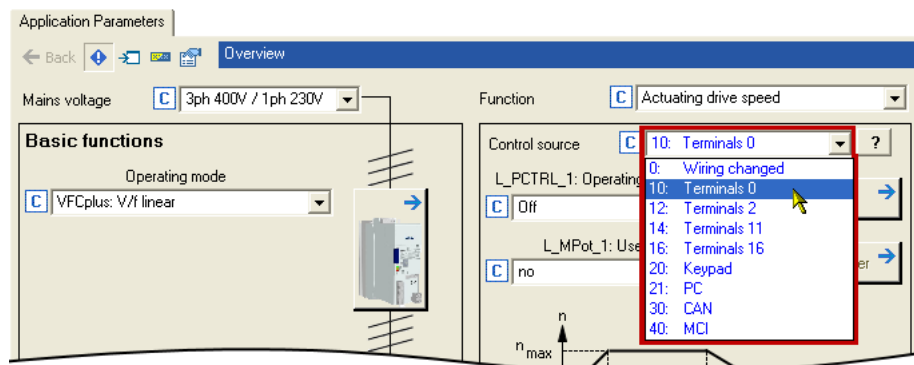 Application Parameters
Back
Overview
Mains voltage
C
3ph 400V / 1ph 230V
Function
C
Actuating drive speed
Basic functions
Operating mode
C
VFCplus: V/f linear
Control source
C
10: Terminals 0
?
L_PCTRL_1: Operating
C
Off
L_MPot_1: Use
C
no
er
0: Wiring changed
10: Terminals 0
12: Terminals 2
14: Terminals 11
16: Terminals 16
20: Keypad
21: PC
30: CAN
40: MCI
n
n max